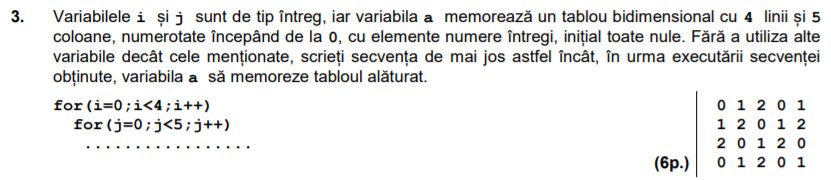 3. Variabilele i și j sunt de tip întreg, iar variabila a memorează un tablou bidimensional cu 4 linii și 5
coloane, numerotate începând de la 0, cu elemente numere întregi, inițial toate nule. Fără a utiliza alte
variabile decât cele menționate, scrieți secvența de mai jos astfel încât, în urma executării secvenței
obținute, variabila a să memoreze tabloul alăturat.
for(i=0;i<4;i++)
for(j=0;j<5;j++)
.................
(6p.)
0 1 2 0 1
1 2 0 1 2
2 0 1 2 0
0 1 2 0 1